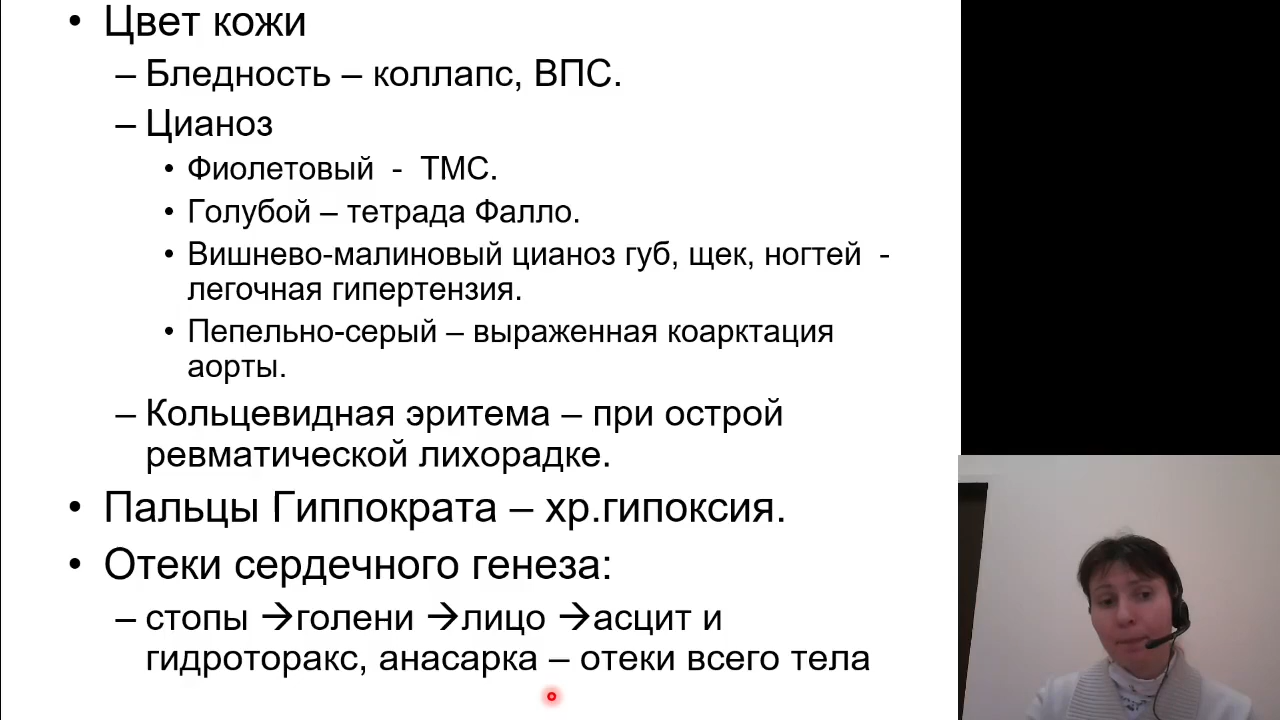 • Цвет кожи
– Бледность – коллапс, ВПС.
– Цианоз
• Фиолетовый - ТМС.
• Голубой – тетрада Фалло.
• Вишнево-малиновый цианоз губ, щек, ногтей -
легочная гипертензия.
• Пепельно-серый – выраженная коарктация
аорты.
– Кольцевидная эритема – при острой
ревматической лихорадке.
• Пальцы Гиппократа – хр.гипоксия.
• Отеки сердечного генеза:
– стопы →голени →лицо →асцит и
гидроторакс, анасарка – отеки всего тела